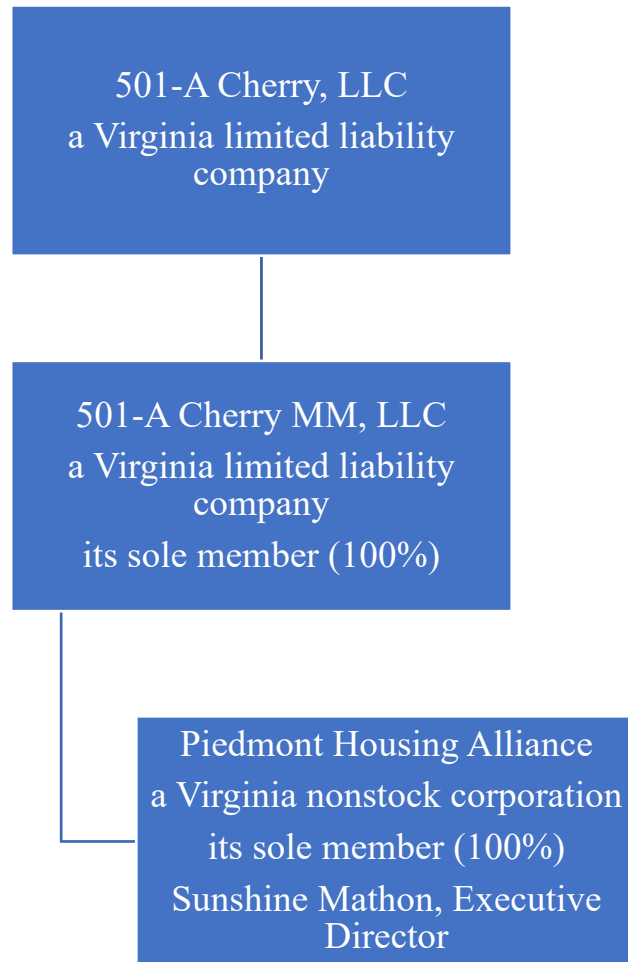 501-A Cherry, LLC
a Virginia limited liability
company
501-A Cherry MM, LLC
a Virginia limited liability
company
its sole member (100%)
Piedmont Housing Alliance
a Virginia nonstock corporation
its sole member (100%)
Sunshine Mathon, Executive
Director